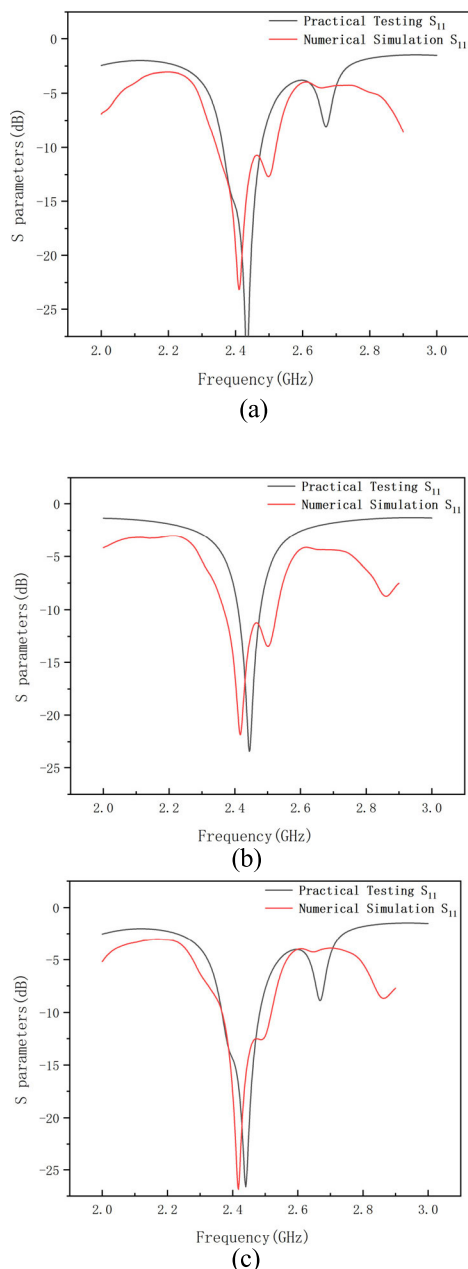 Practical Testing S11
Numerical Simulation S11
0
-5
-10
-15
-20
-25
S parameters(dB)
2.0 2.2 2.4 2.6 2.8 3.0
Frequency(GHz)
(a)
Practical Testing S11
Numerical Simulation S11
0
-5
-10
-15
-20
-25
S parameters(dB)
2.0 2.2 2.4 2.6 2.8 3.0
Frequency(GHz)
(b)
Practical Testing S11
Numerical Simulation S11
0
-5
-10
-15
-20
-25
S parameters(dB)
2.0 2.2 2.4 2.6 2.8 3.0
Frequency(GHz)
(c)